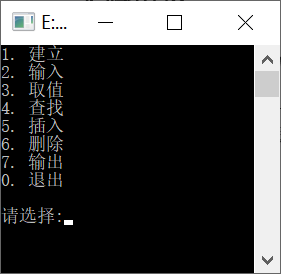 E:...
1. 建立
2. 输入
3. 取值
4. 查找
5. 插入
6. 删除
7. 输出
0. 退出
请选择: